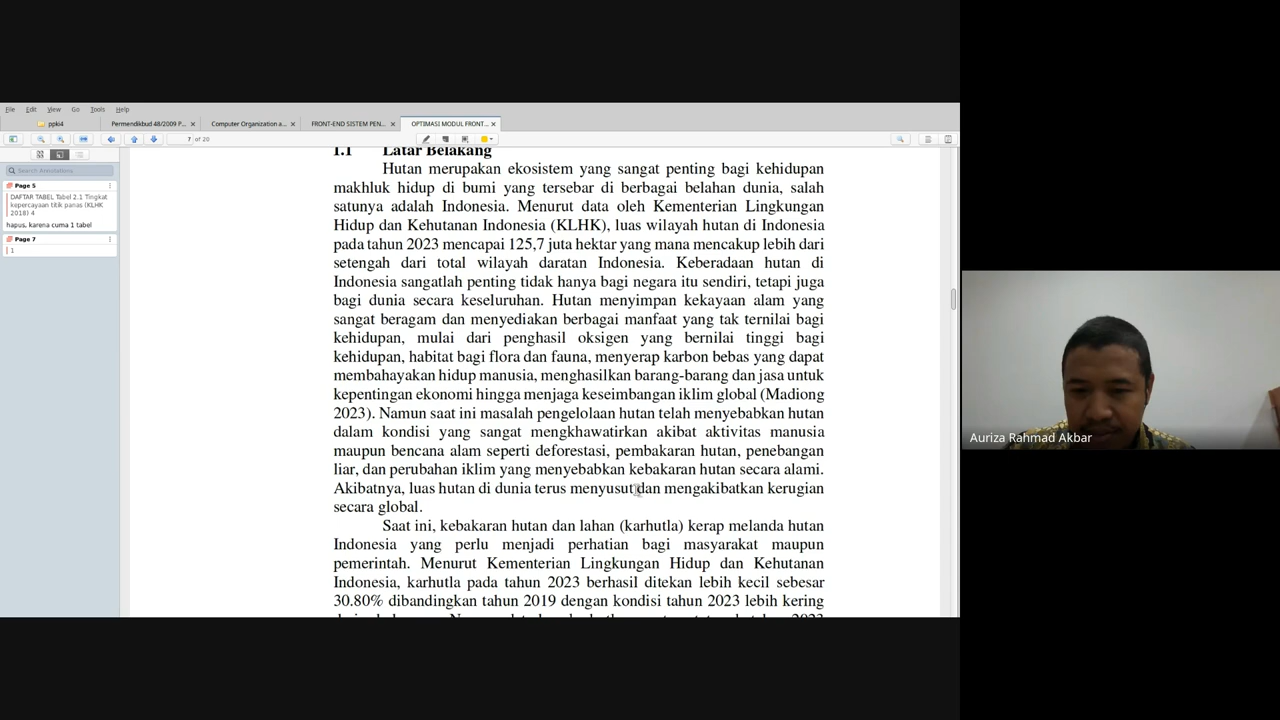 File Edit View Go Tools Help
ppki4
Permendikbud 48/2009 P...
Computer Organization a...
FRONT-END SISTEM PEN...
OPTIMASI MODUL FRONT...
7 of 20
Search Annotations
Page 5
DAFTAR TABEL Tabel 2.1 Tingkat
kepercayaan titik panas (KLHK
2018) 4
hapus, karena cuma 1 tabel
Page 7
1
1.1 Latar Belakang
Hutan merupakan ekosistem yang sangat penting bagi kehidupan
makhluk hidup di bumi yang tersebar di berbagai belahan dunia, salah
satunya adalah Indonesia. Menurut data oleh Kementerian Lingkungan
Hidup dan Kehutanan Indonesia (KLHK), luas wilayah hutan di Indonesia
pada tahun 2023 mencapai 125,7 juta hektar yang mana mencakup lebih dari
setengah dari total wilayah daratan Indonesia. Keberadaan hutan di
Indonesia sangatlah penting tidak hanya bagi negara itu sendiri, tetapi juga
bagi dunia secara keseluruhan. Hutan menyimpan kekayaan alam yang
sangat beragam dan menyediakan berbagai manfaat yang tak ternilai bagi
kehidupan, mulai dari penghasil oksigen yang bernilai tinggi bagi
kehidupan, habitat bagi flora dan fauna, menyerap karbon bebas yang dapat
membahayakan hidup manusia, menghasilkan barang-barang dan jasa untuk
kepentingan ekonomi hingga menjaga keseimbangan iklim global (Madiong
2023). Namun saat ini masalah pengelolaan hutan telah menyebabkan hutan
dalam kondisi yang sangat mengkhawatirkan akibat aktivitas manusia
maupun bencana alam seperti deforestasi, pembakaran hutan, penebangan
liar, dan perubahan iklim yang menyebabkan kebakaran hutan secara alami.
Akibatnya, luas hutan di dunia terus menyusut dan mengakibatkan kerugian
secara global.
Saat ini, kebakaran hutan dan lahan (karhutla) kerap melanda hutan
Indonesia yang perlu menjadi perhatian bagi masyarakat maupun
pemerintah. Menurut Kementerian Lingkungan Hidup dan Kehutanan
Indonesia, karhutla pada tahun 2023 berhasil ditekan lebih kecil sebesar
30.80% dibandingkan tahun 2019 dengan kondisi tahun 2023 lebih kering
Auriza Rahmad Akbar